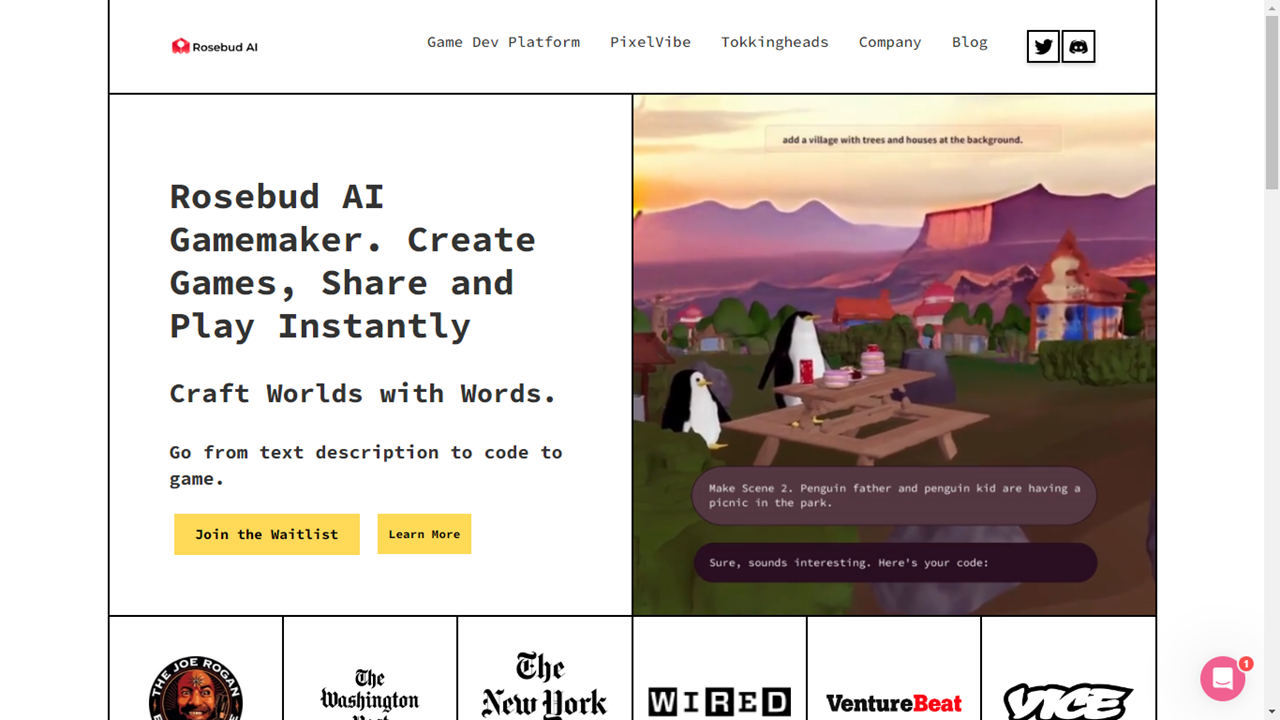 Rosebud AI
Game Dev Platform
PixelVibe
Tokkingheads
Company
Blog
Rosebud AI
Gamemaker. Create
Games, Share and
Play Instantly
Craft Worlds with Words.
Go from text description to code to
game.
Join the Waitlist
Learn More
add a village with trees and houses at the background.
Make Scene 2. Penguin father and penguin kid are having a
picnic in the park.
Sure, sounds interesting. Here's your code:
THE JOE ROGAN
The
Washington
The
New York
WIRED
VentureBeat
VICE
1